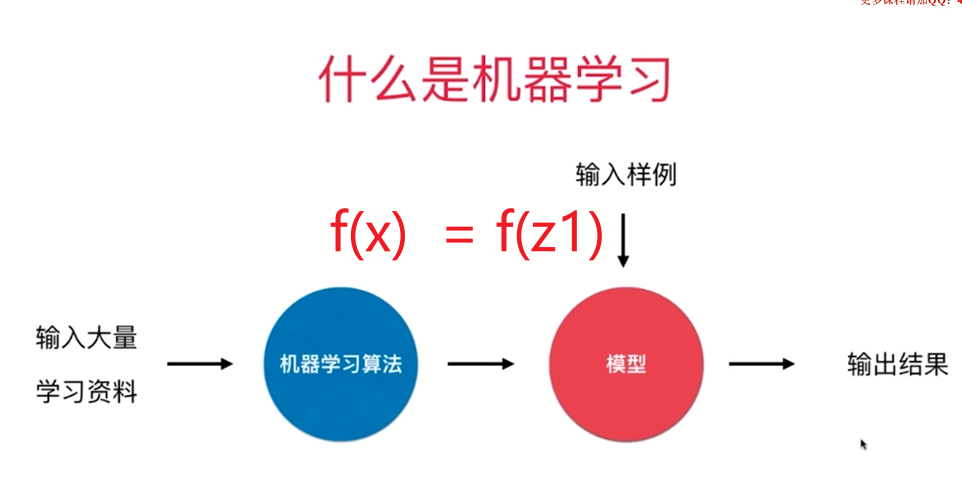 更多课程请加QQ：4
什么是机器学习
输入样例
f(x) = f(z1)
输入大量
学习资料
机器学习算法
模型
输出结果